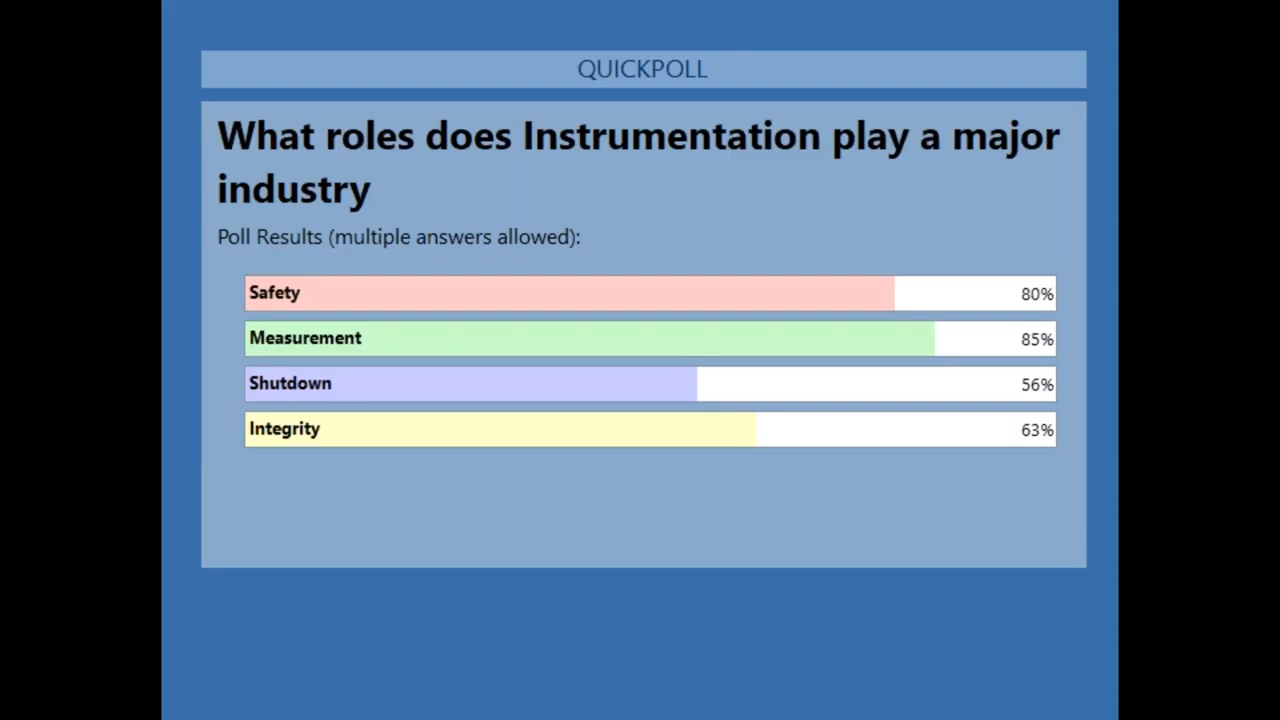 QUICKPOLL
What roles does Instrumentation play a major
industry
Poll Results (multiple answers allowed):
Safety 80%
Measurement 85%
Shutdown 56%
Integrity 63%